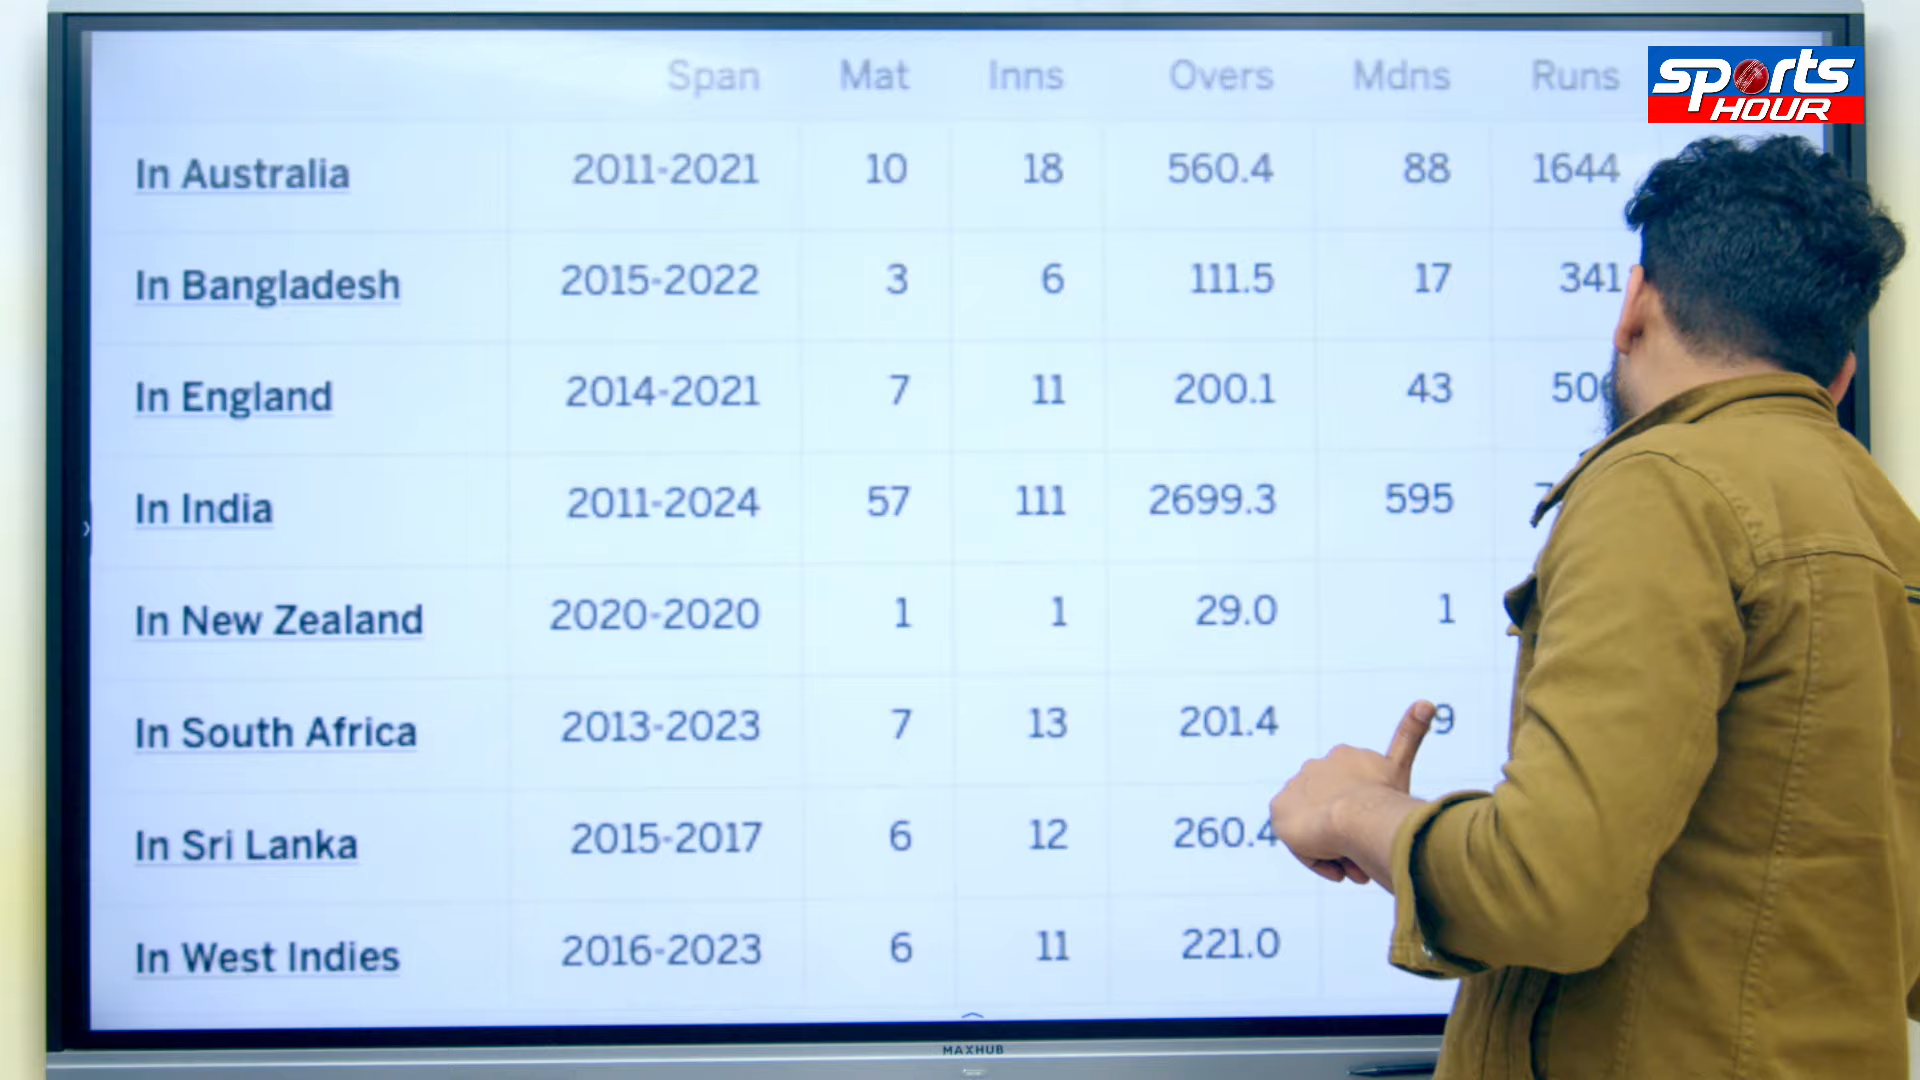 Span Mat Inns Overs Mdns Runs
SportS HOUR
In Australia 2011-2021 10 18 560.4 88 1644
In Bangladesh 2015-2022 3 6 111.5 17 341
In England 2014-2021 7 11 200.1 43
In India 2011-2024 57 111 2699.3 595
In New Zealand 2020-2020 1 1 29.0 1
In South Africa 2013-2023 7 13 201.4
In Sri Lanka 2015-2017 6 12 260.4
In West Indies 2016-2023 6 11 221.0
MAXHUB